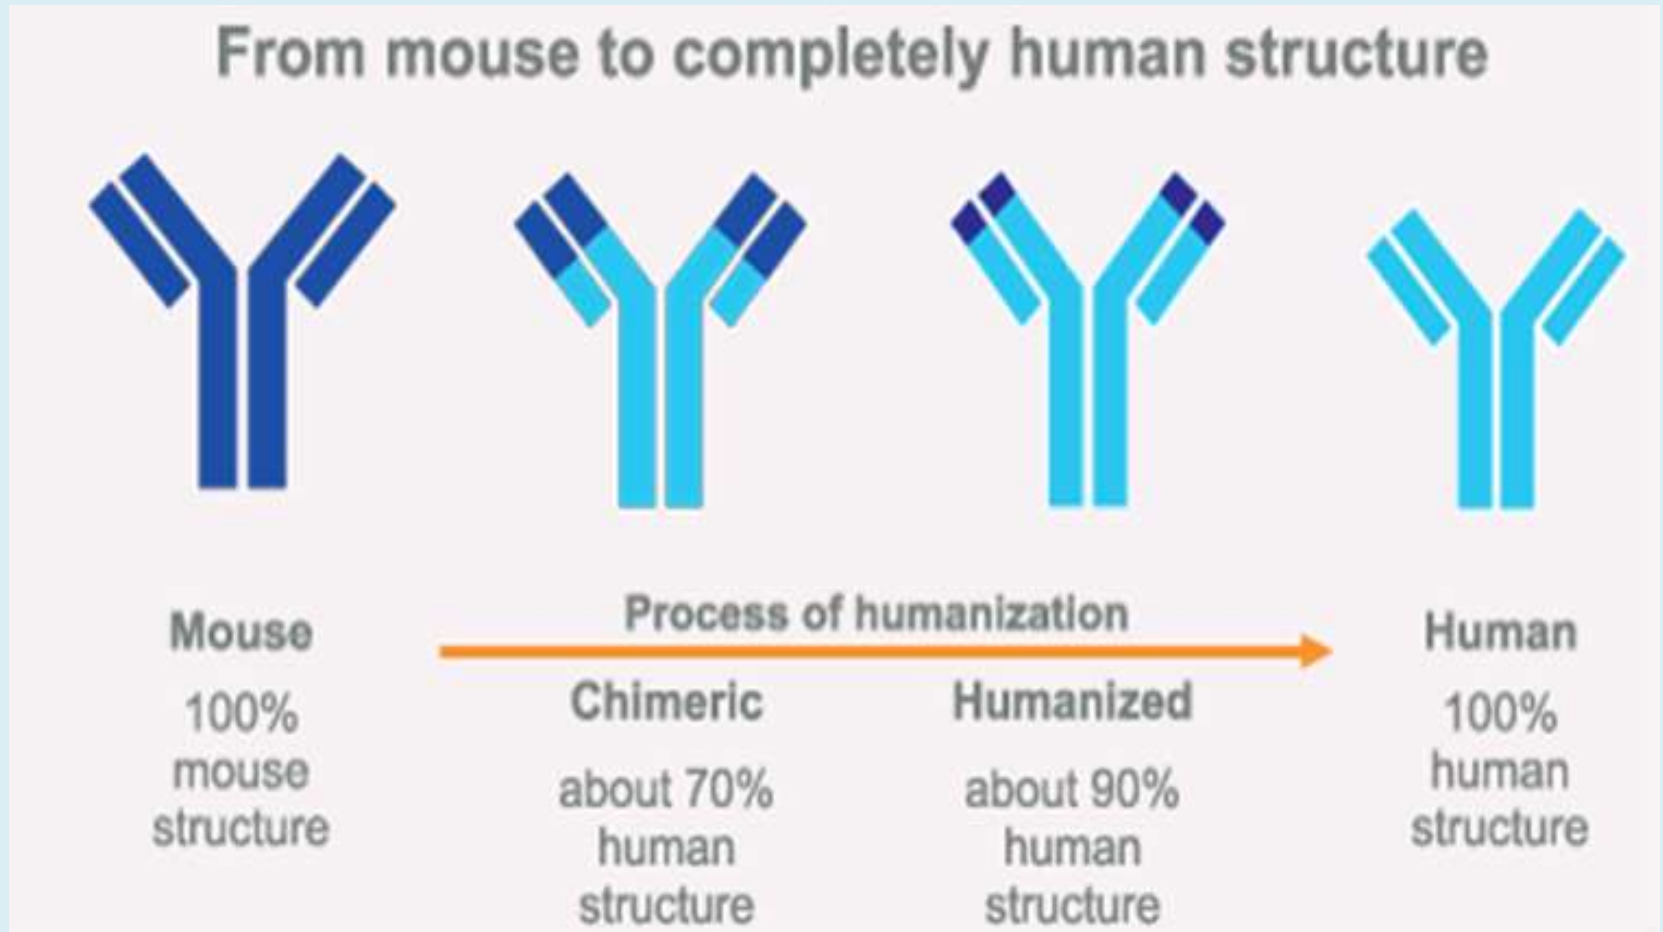 From mouse to completely human structure
Mouse
100%
mouse
structure
Process of humanization
Chimeric
about 70%
human
structure
Humanized
about 90%
human
structure
Human
100%
human
structure